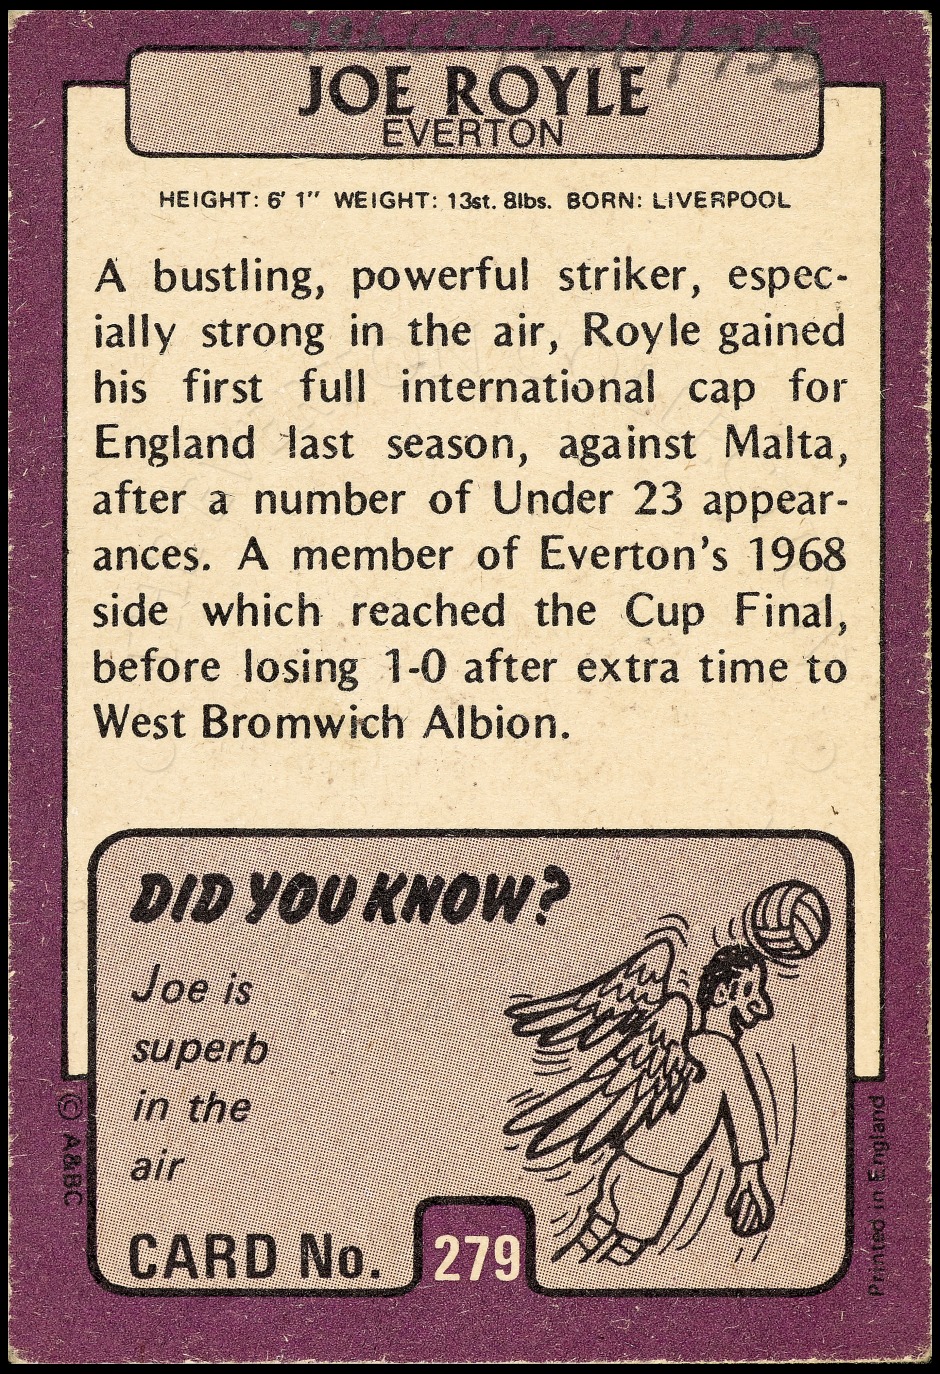 JOE ROYLE
EVERTON
HEIGHT: 6' 1" WEIGHT: 13st. 8lbs. BORN: LIVERPOOL
A bustling, powerful striker, espec-
ially strong in the air, Royle gained
his first full international cap for
England last season, against Malta,
after a number of Under 23 appear-
ances. A member of Everton's 1968
side which reached the Cup Final,
before losing 1-0 after extra time to
West Bromwich Albion.
DID YOU KNOW?
Joe is
superb
in the
air
CARD No. 279
© A&BC
Printed in England